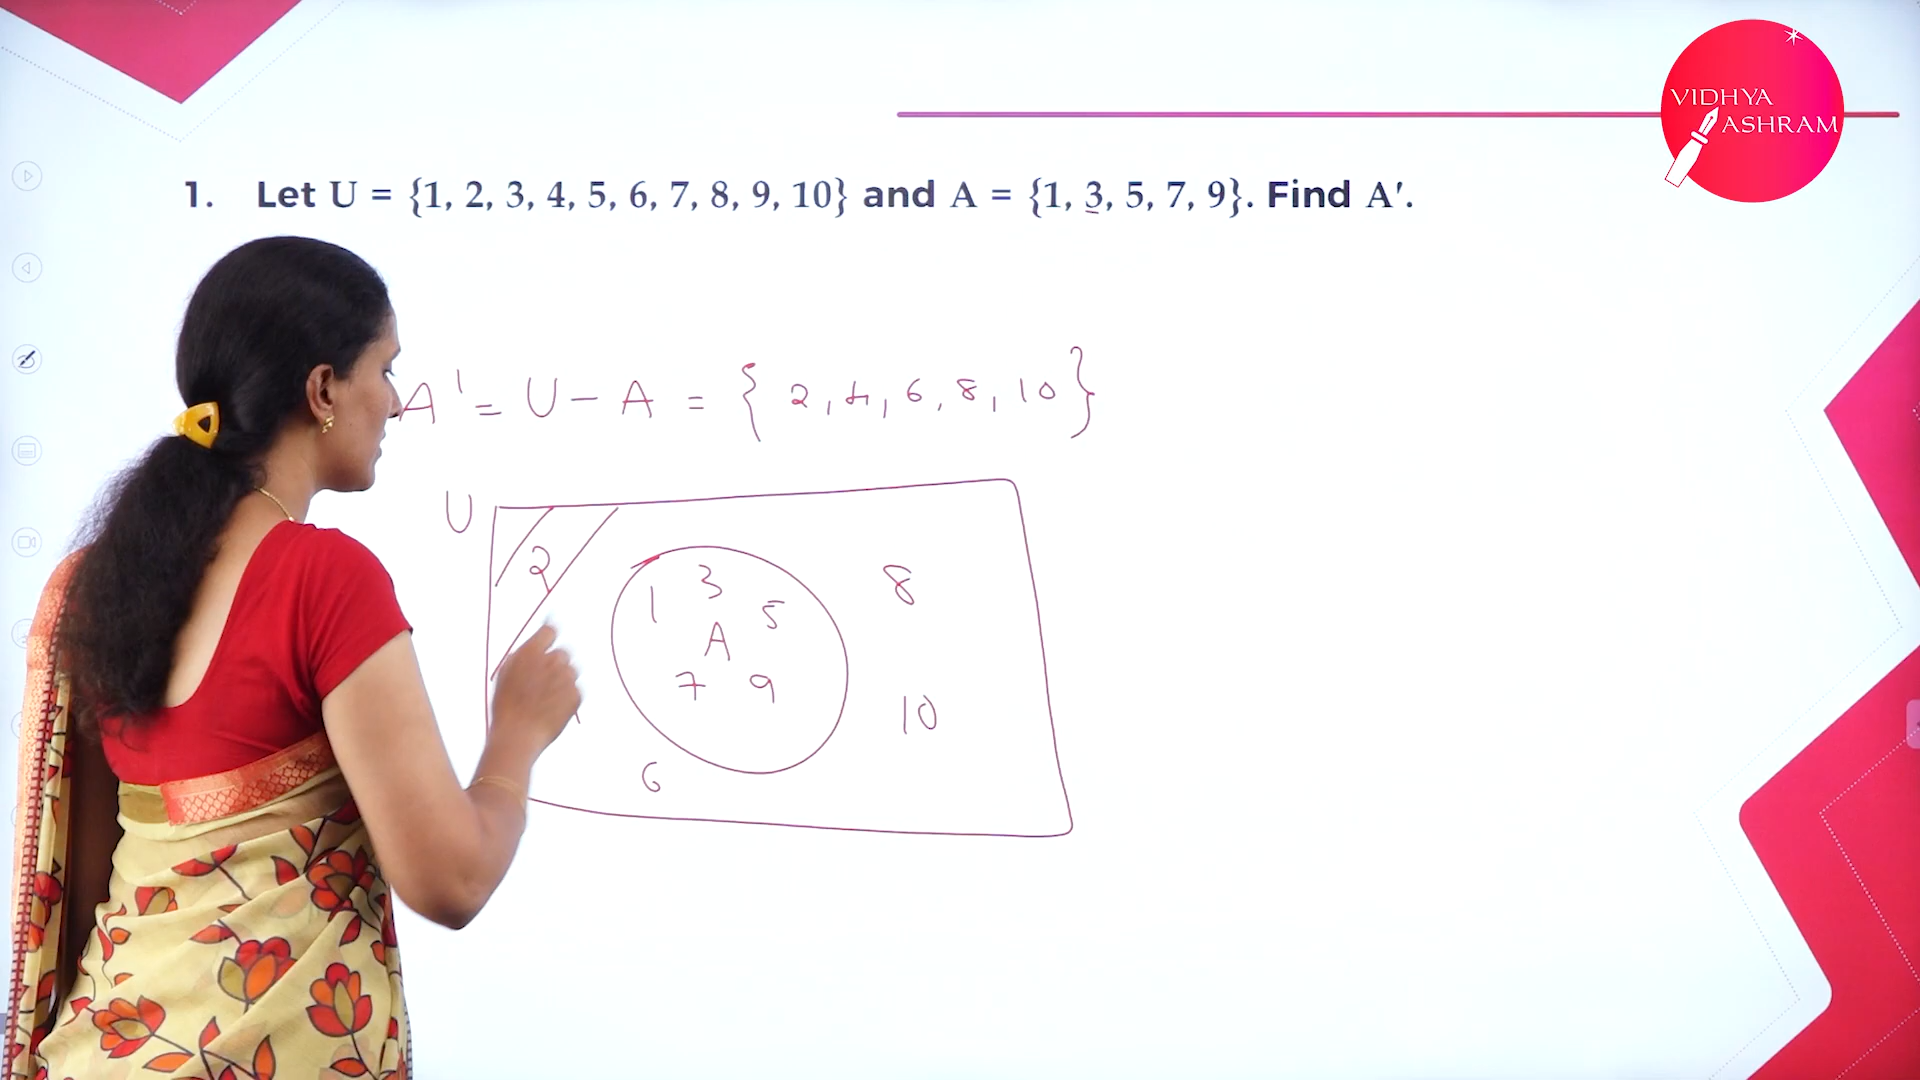 VIDHYA
ASHRAM
1. Let U = {1, 2, 3, 4, 5, 6, 7, 8, 9, 10} and A = {1, 3, 5, 7, 9}. Find A′.
A' = U - A = { 2, 4, 6, 8, 10 }
U
2
8
3
1
5
A
7 9
10
6